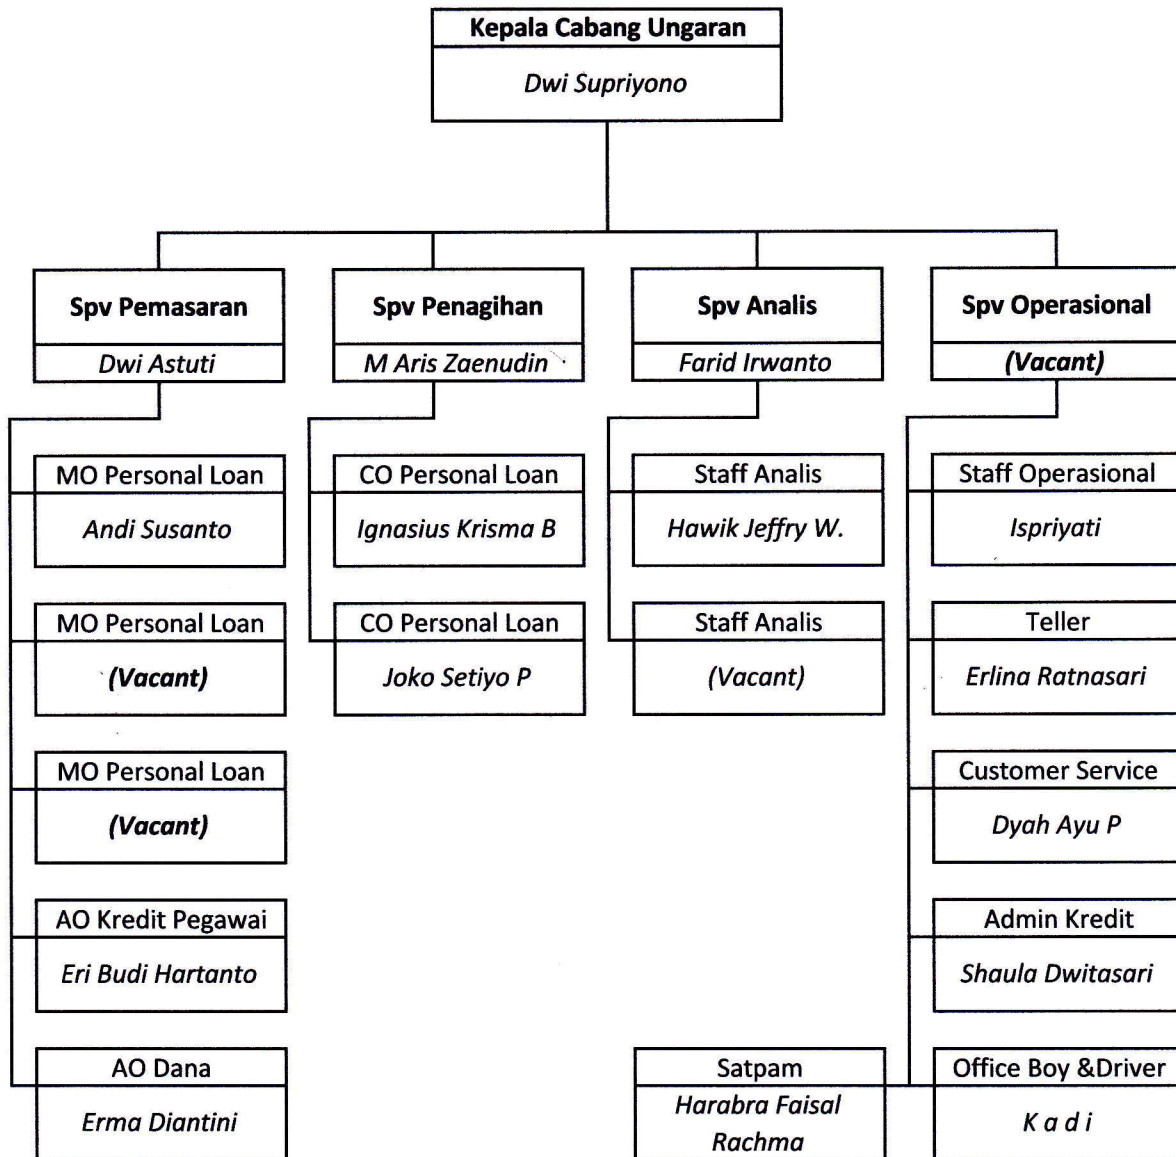 Kepala Cabang Ungaran
Dwi Supriyono
Spv Pemasaran
Dwi Astuti
Spv Penagihan
M Aris Zaenudin
Spv Analis
Farid Irwanto
Spv Operasional
(Vacant)
MO Personal Loan
Andi Susanto
MO Personal Loan
(Vacant)
MO Personal Loan
(Vacant)
AO Kredit Pegawai
Eri Budi Hartanto
AO Dana
Erma Diantini
CO Personal Loan
Ignasius Krisma B
CO Personal Loan
Joko Setiyo P
Staff Analis
Hawik Jeffry W.
Staff Analis
(Vacant)
Staff Operasional
Ispriyati
Teller
Erlina Ratnasari
Customer Service
Dyah Ayu P
Admin Kredit
Shaula Dwitasari
Satpam
Harabra Faisal
Rachma
Office Boy &Driver
K a d i